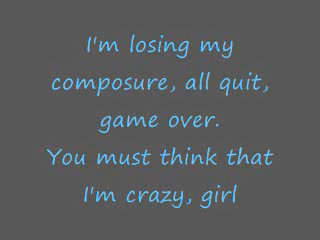 I'm losing my
composure, all quit,
game over.
You must think that
I'm crazy, girl